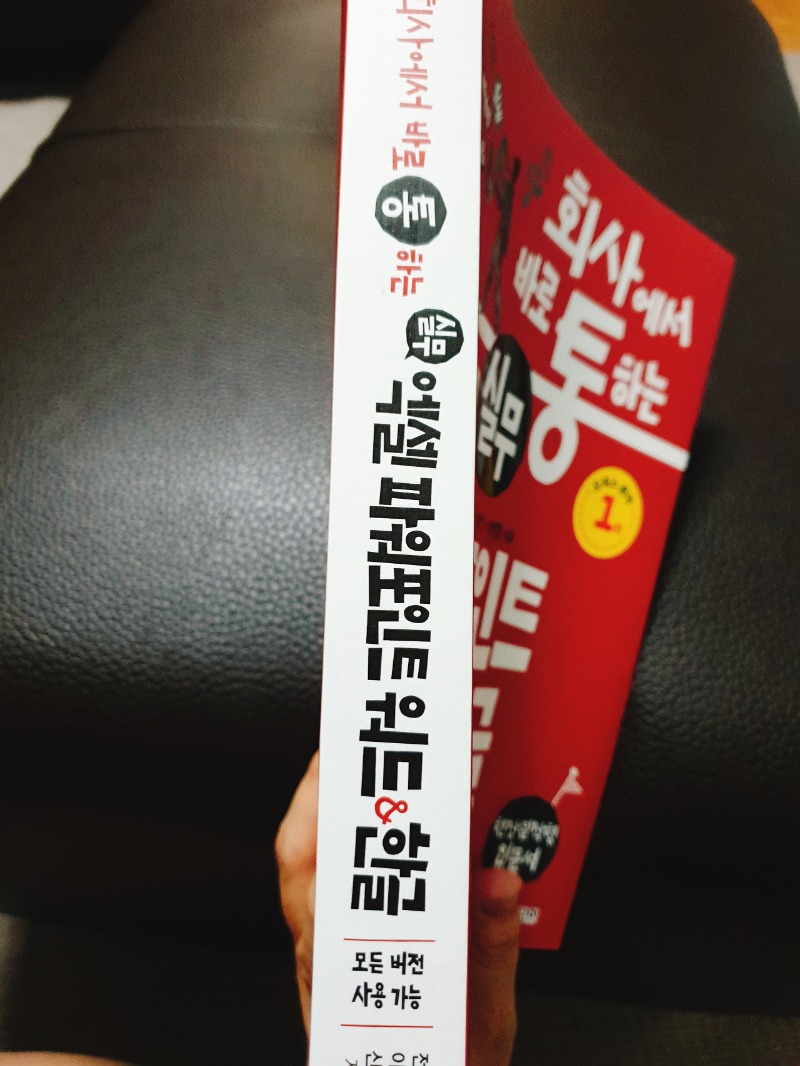 회사에서 바로
통
하는
실무
엑셀 파워포인트 워드&한글
모든 버전
사용 가능
회사에서
바로
통하는
실무
1
인트